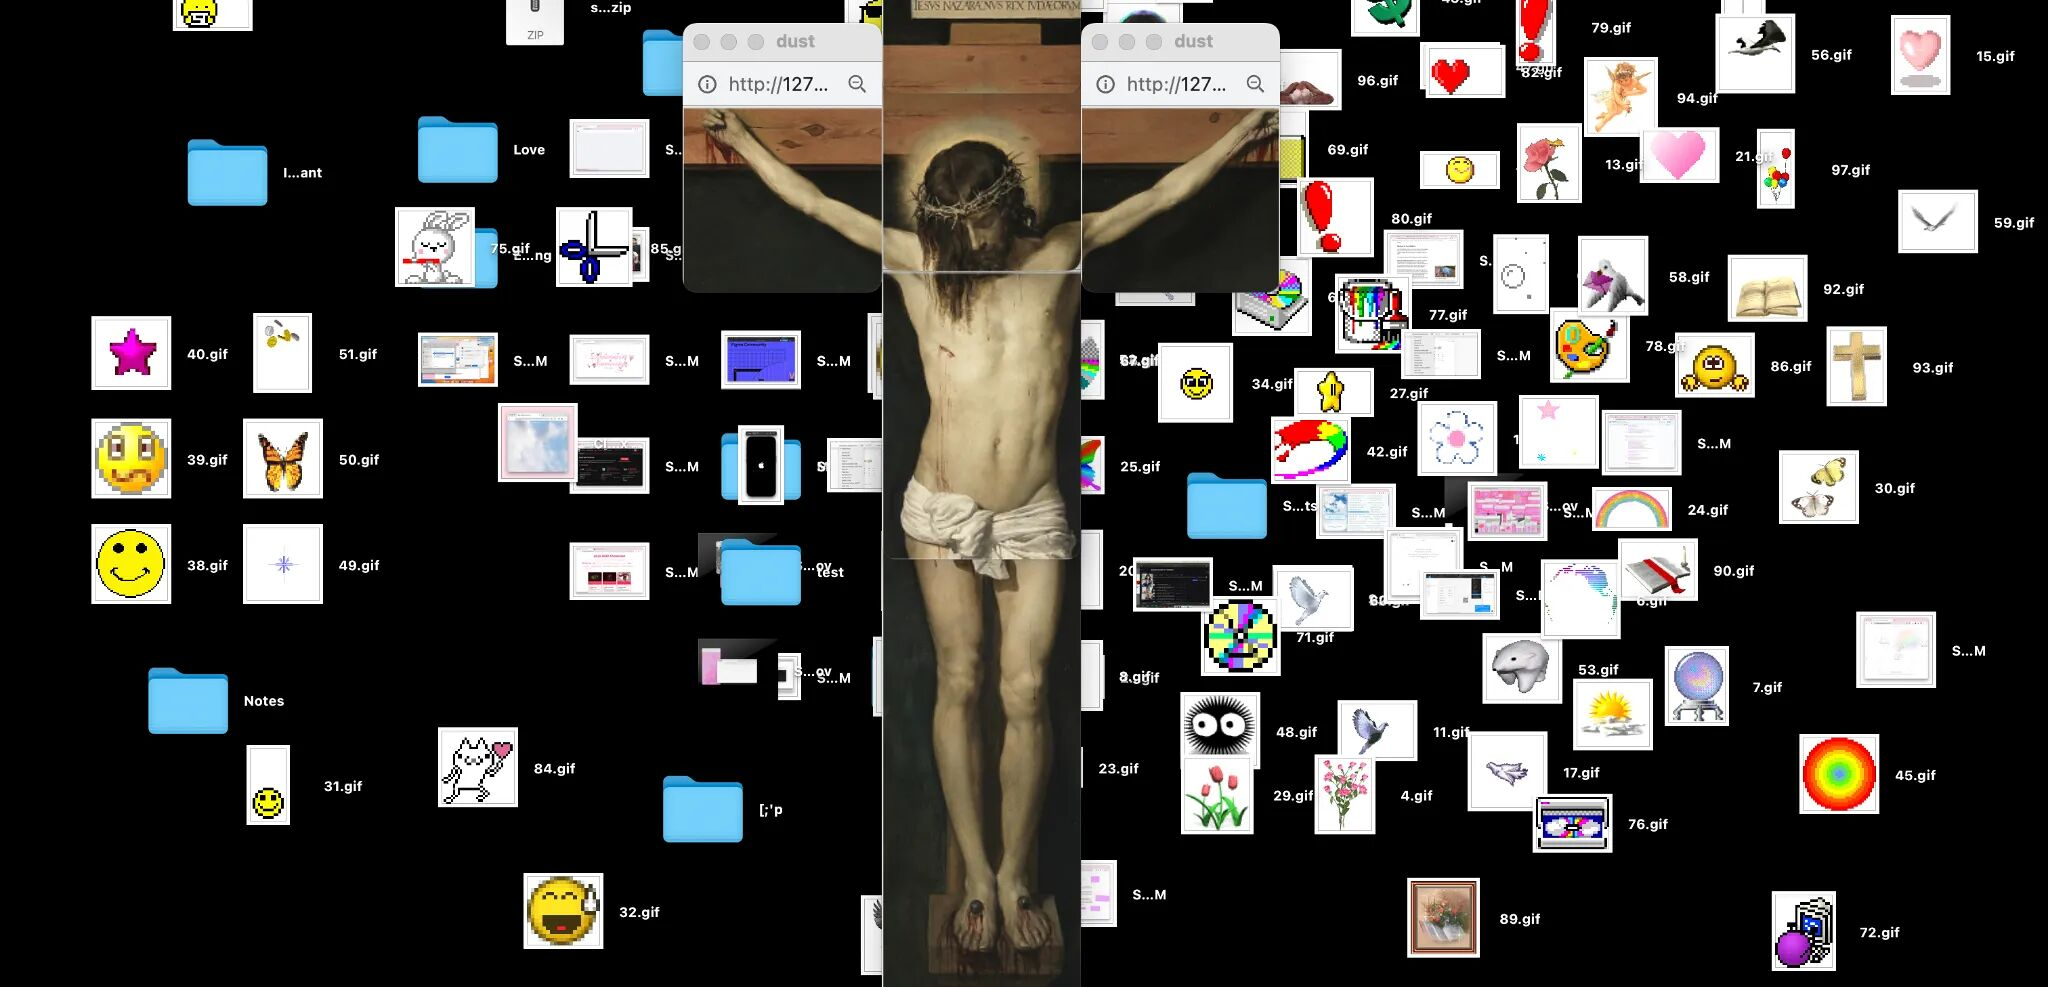 s...zip
ZIP
IESVS NAZARÆNVS REX IVDÆORVM
dust
http://127...
dust
http://127...
79.gif
82.gif
56.gif
15.gif
96.gif
94.gif
Love
I...ant
69.gif
13.gif
21.gif
97.gif
80.gif
59.gif
75.gif
85.g
S...
58.gif
92.gif
77.gif
40.gif
51.gif
S...M
S...M
Figma Community
S...M
34.gif
27.gif
S...M
78.gif
86.gif
93.gif
39.gif
50.gif
S...M
25.gif
42.gif
S...M
30.gif
S...ts
S...M
S...M
24.gif
38.gif
49.gif
S...M
test
S...M
S...M
S...M
90.gif
71.gif
S...ov
S...M
53.gif
7.gif
S...M
Notes
48.gif
11.gif
31.gif
84.gif
23.gif
17.gif
45.gif
[;'p
29.gif
4.gif
76.gif
32.gif
S...M
89.gif
72.gif